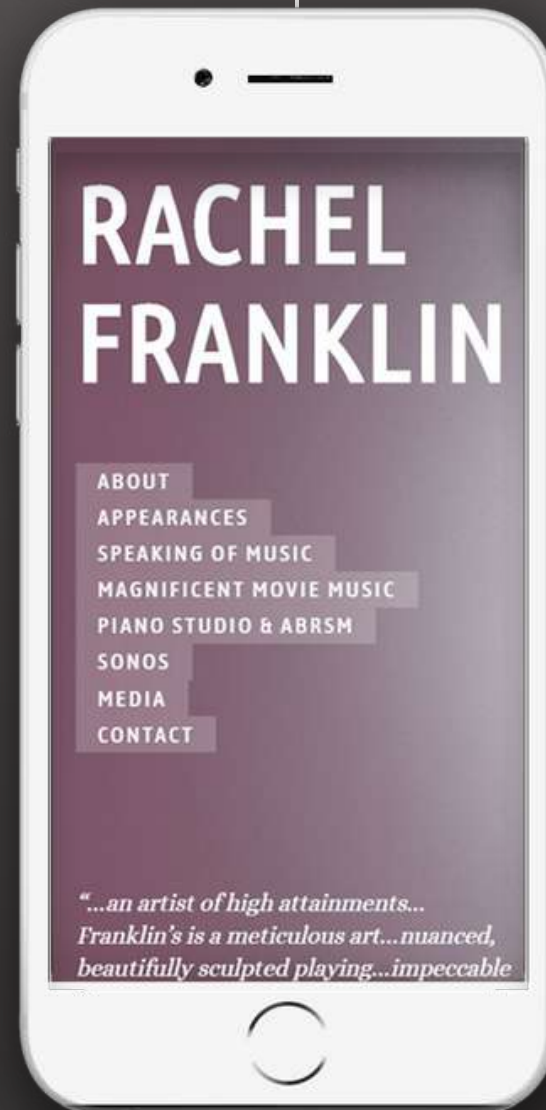 RACHEL
FRANKLIN
ABOUT
APPEARANCES
SPEAKING OF MUSIC
MAGNIFICENT MOVIE MUSIC
PIANO STUDIO & ABRSM
SONOS
MEDIA
CONTACT
“...an artist of high attainments...
Franklin’s is a meticulous art...nuanced,
beautifully sculpted playing...impeccable